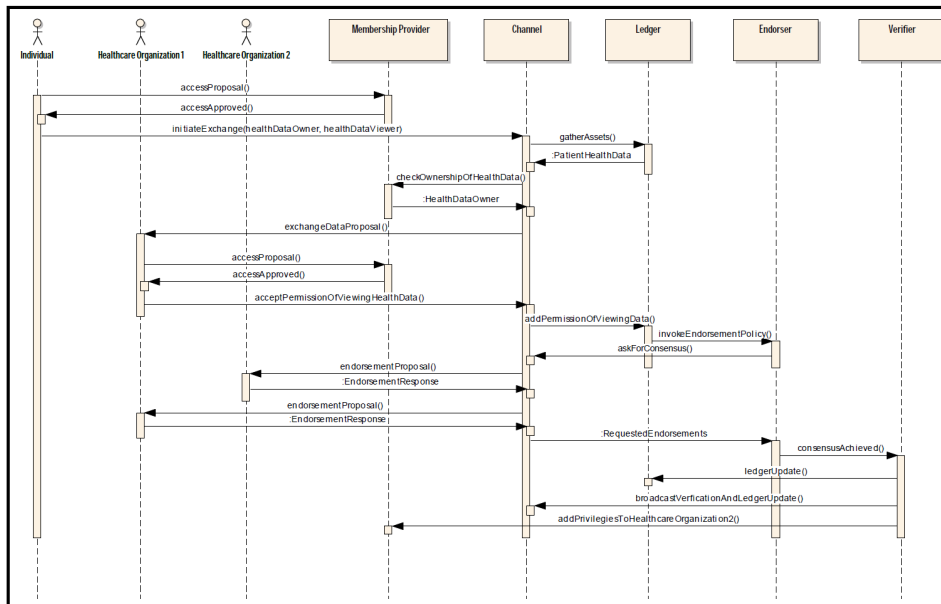 Individual
Healthcare Organization 1
Healthcare Organization 2
Membership Provider
Channel
Ledger
Endorser
Verifier
accessProposal()
accessApproved()
initiateExchange(healthDataOwner, healthDataViewer)
gatherAssets()
:PatientHealthData
checkOwnershipOfHealthData()
:HealthDataOwner
exchangeDataProposal()
accessProposal()
accessApproved()
acceptPermissionOfViewingHealthData()
addPermissionOfViewingData()
invokeEndorsementPolicy()
askForConsensus()
endorsementProposal()
:EndorsementResponse
endorsementProposal()
:EndorsementResponse
:RequestedEndorsements
consensusAchieved()
ledgerUpdate()
broadcastVerficationAndLedgerUpdate()
addPrivilegiesToHealthcareOrganization2()